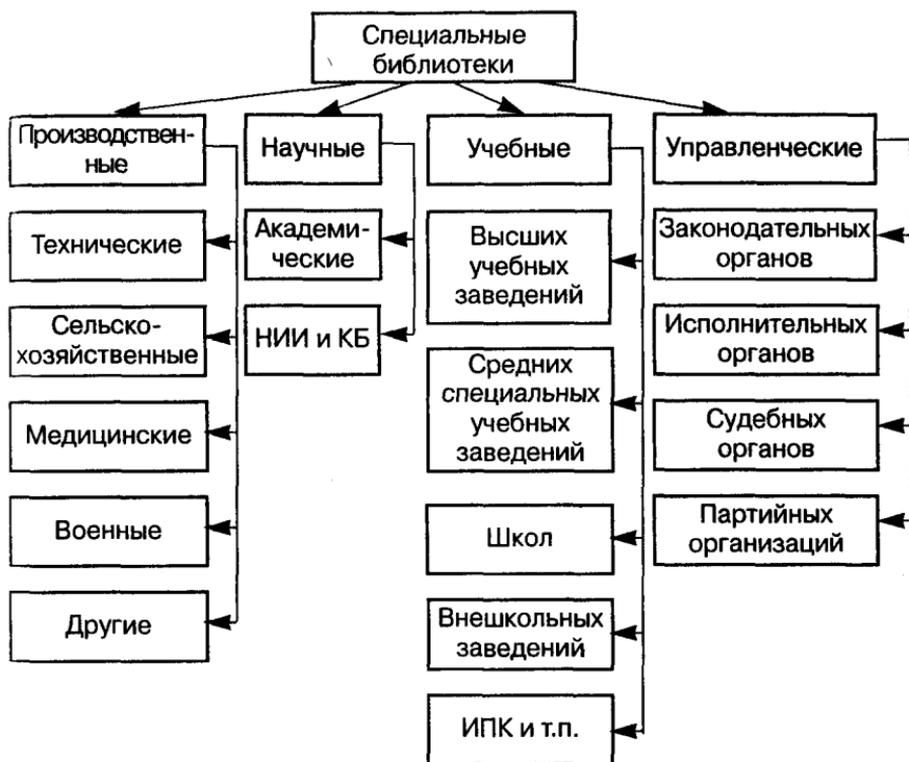 Специальные
библиотеки
Производствен-
ные
Технические
Сельско-
хозяйственные
Медицинские
Военные
Другие
Научные
Академи-
ческие
НИИ и КБ
Учебные
Высших
учебных
заведений
Средних
специальных
учебных
заведений
Школ
Внешкольных
заведений
ИПК и т.п.
Управленческие
Законодательных
органов
Исполнительных
органов
Судебных
органов
Партийных
организаций